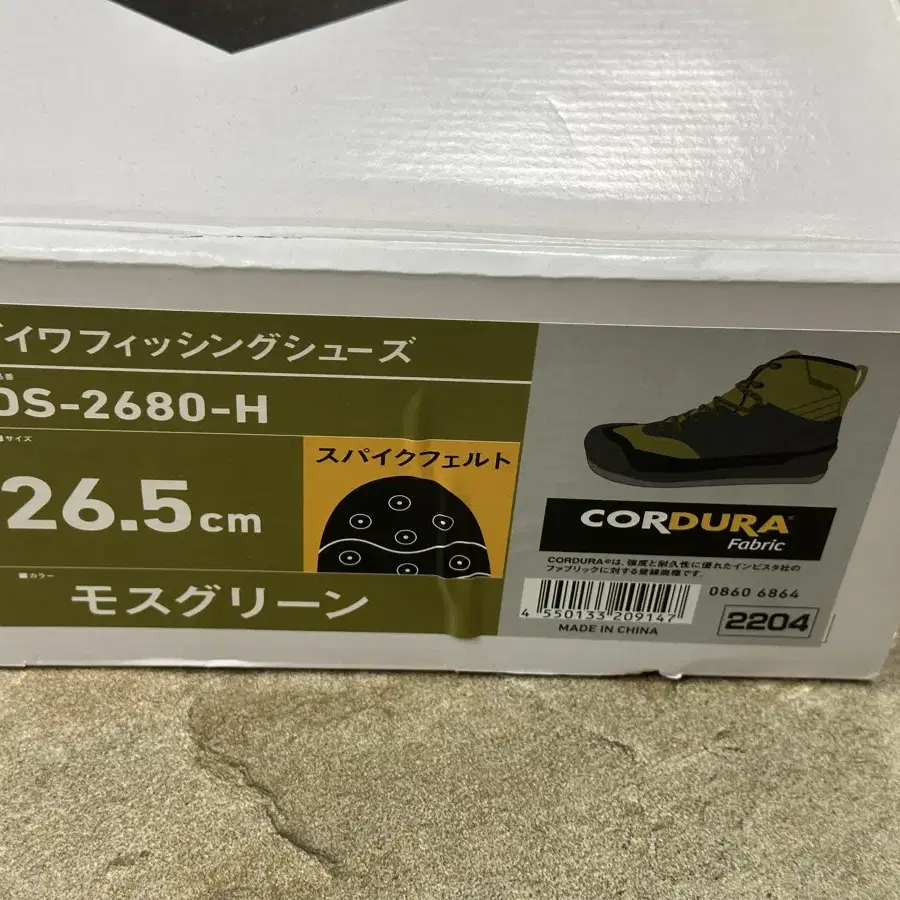 ダイワフィッシングシューズ
品番
DS-2680-H
サイズ
26.5cm
スパイクフェルト
カラー
モスグリーン
CORDURA®
Fabric
CORDURA®は、強度と耐久性に優れたインビスタ社の
ファブリックに対する登録商標です。
0860 6864
4 550133 209147
2204
MADE IN CHINA